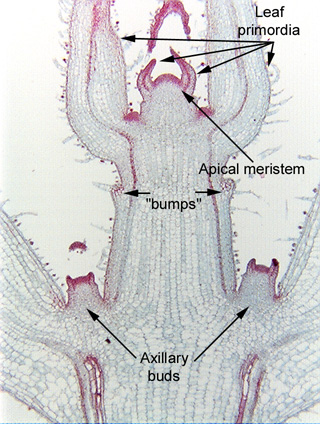 Leaf
primordia
Apical meristem
"bumps"
Axillary
buds